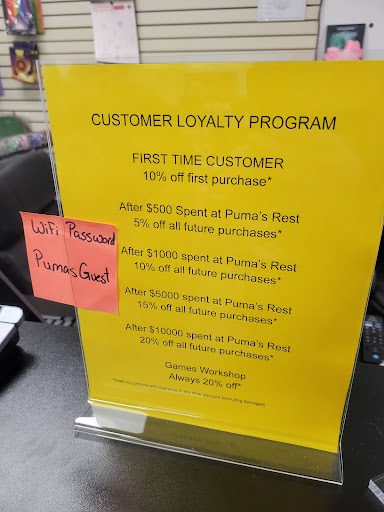 CUSTOMER LOYALTY PROGRAM
FIRST TIME CUSTOMER
10% off first purchase*
After $500 Spent at Puma's Rest
5% off all future purchases*
After $1000 spent at Puma's Rest
10% off all future purchases*
After $5000 spent at Puma's Rest
15% off all future purchases*
After $10000 spent at Puma's Rest
20% off all future purchases*
Games Workshop
Always 20% off*
WiFi Password
PumasGuest